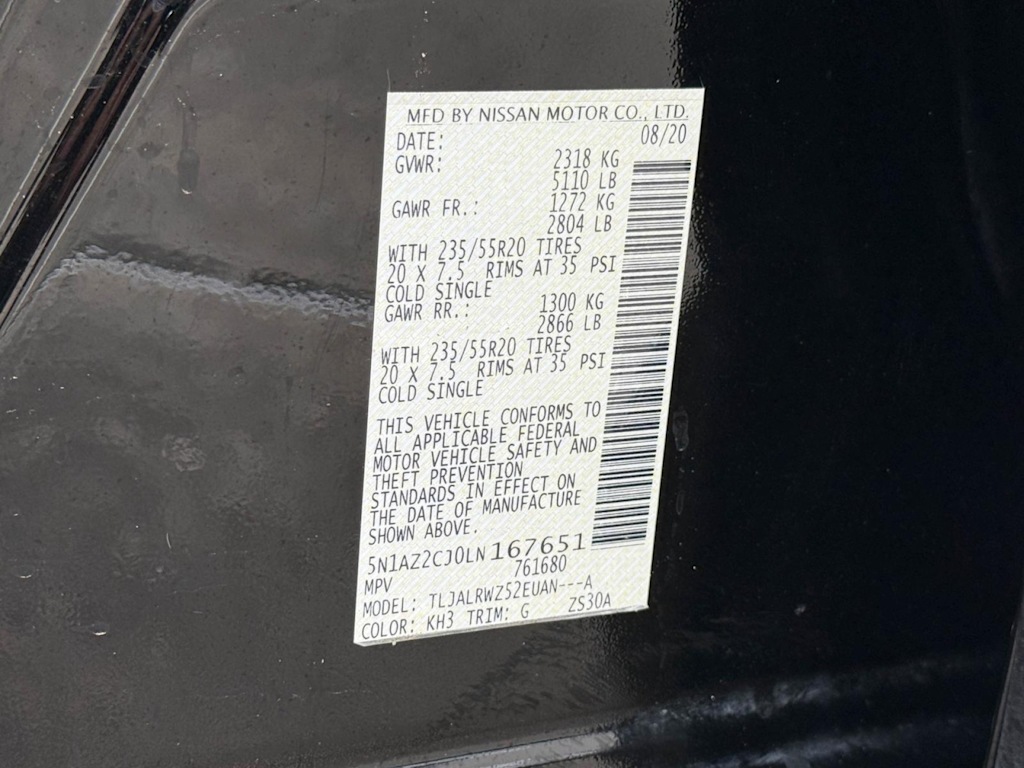 MFD BY NISSAN MOTOR CO., LTD.
DATE: 08/20
GVWR: 2318 KG
5110 LB
GAWR FR.: 1272 KG
2804 LB
WITH 235/55R20 TIRES
20 X 7.5 RIMS AT 35 PSI
COLD SINGLE
GAWR RR.: 1300 KG
2866 LB
WITH 235/55R20 TIRES
20 X 7.5 RIMS AT 35 PSI
COLD SINGLE
THIS VEHICLE CONFORMS TO
ALL APPLICABLE FEDERAL
MOTOR VEHICLE SAFETY AND
THEFT PREVENTION
STANDARDS IN EFFECT ON
THE DATE OF MANUFACTURE
SHOWN ABOVE.
5N1AZ2CJ0LN167651
MPV 761680
MODEL: TLJALRWZ52EUAN---A
COLOR: KH3 TRIM: G ZS30A